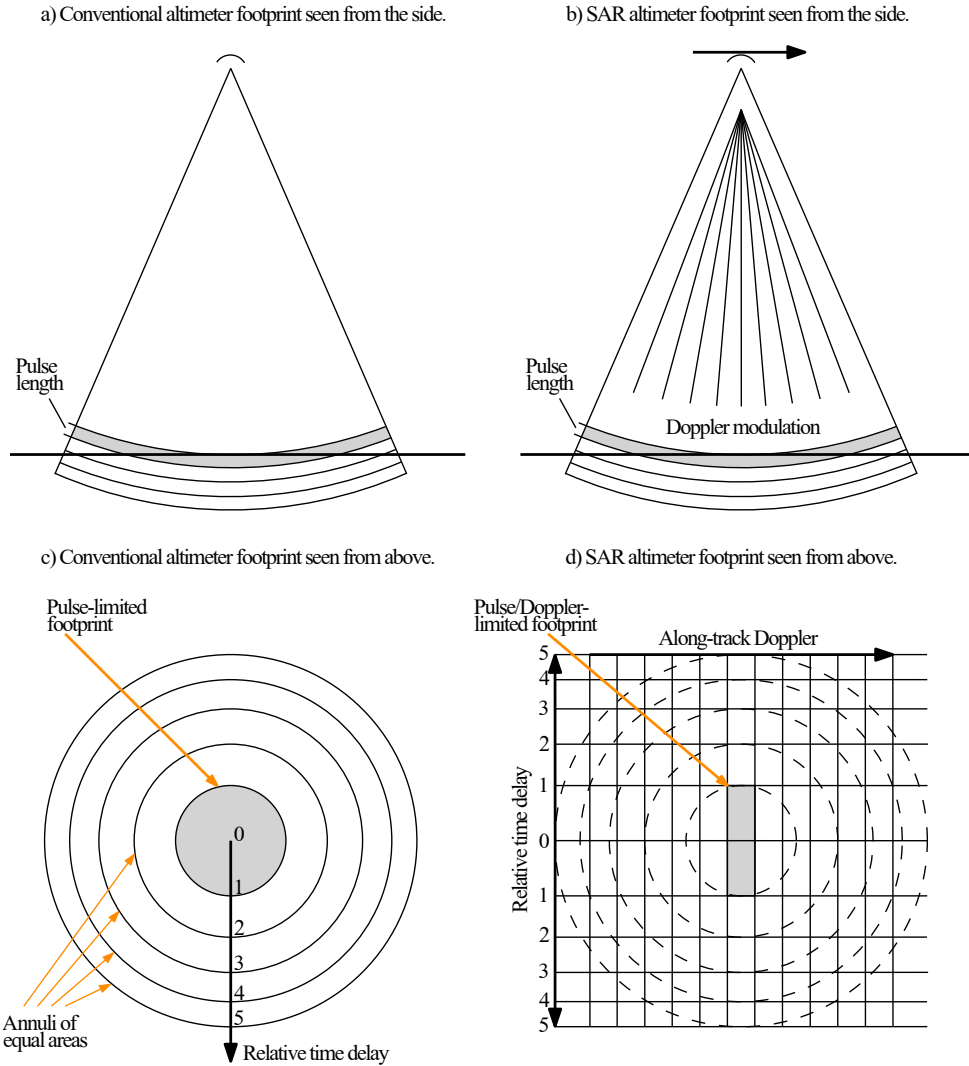 a) Conventional altimeter footprint seen from the side.
b) SAR altimeter footprint seen from the side.
Pulse
length
Pulse
length
Doppler modulation
c) Conventional altimeter footprint seen from above.
d) SAR altimeter footprint seen from above.
Pulse-limited
footprint
0
1
2
3
4
5
Annuli of
equal areas
Relative time delay
Pulse/Doppler-
limited footprint
Along-track Doppler
5
4
3
2
1
0
1
2
3
4
5
Relative time delay